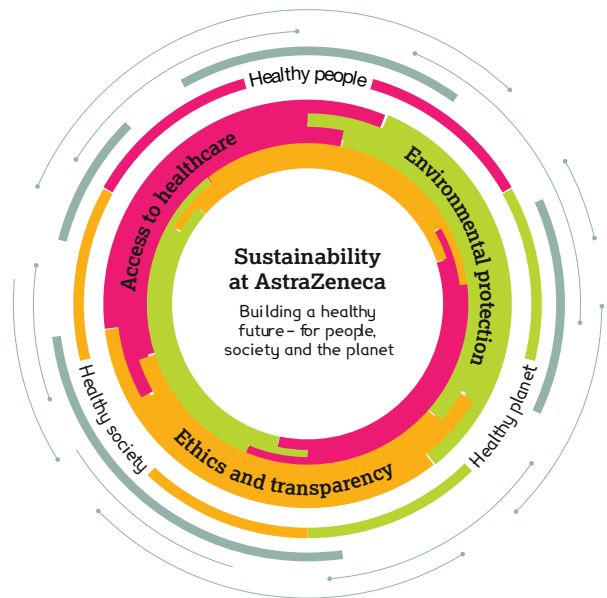 Healthy people
Access to healthcare
Environmental protection
Sustainability
at AstraZeneca
Building a healthy
future – for people,
society and the planet
Healthy society
Healthy planet
Ethics and transparency